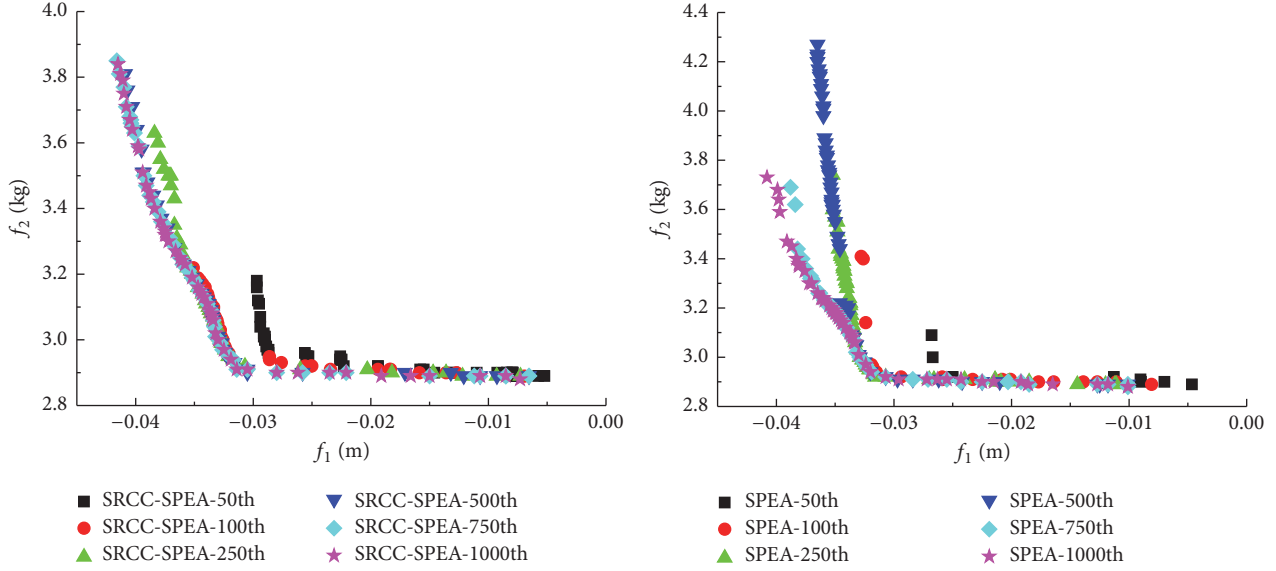 4.0
3.8
3.6
3.4
3.2
3.0
2.8
f2 (kg)
−0.04
−0.03
−0.02
−0.01
0.00
f1 (m)
SRCC-SPEA-50th
SRCC-SPEA-100th
SRCC-SPEA-250th
SRCC-SPEA-500th
SRCC-SPEA-750th
SRCC-SPEA-1000th
4.4
4.2
4.0
3.8
3.6
3.4
3.2
3.0
2.8
f2 (kg)
−0.04
−0.03
−0.02
−0.01
0.00
f1 (m)
SPEA-50th
SPEA-100th
SPEA-250th
SPEA-500th
SPEA-750th
SPEA-1000th